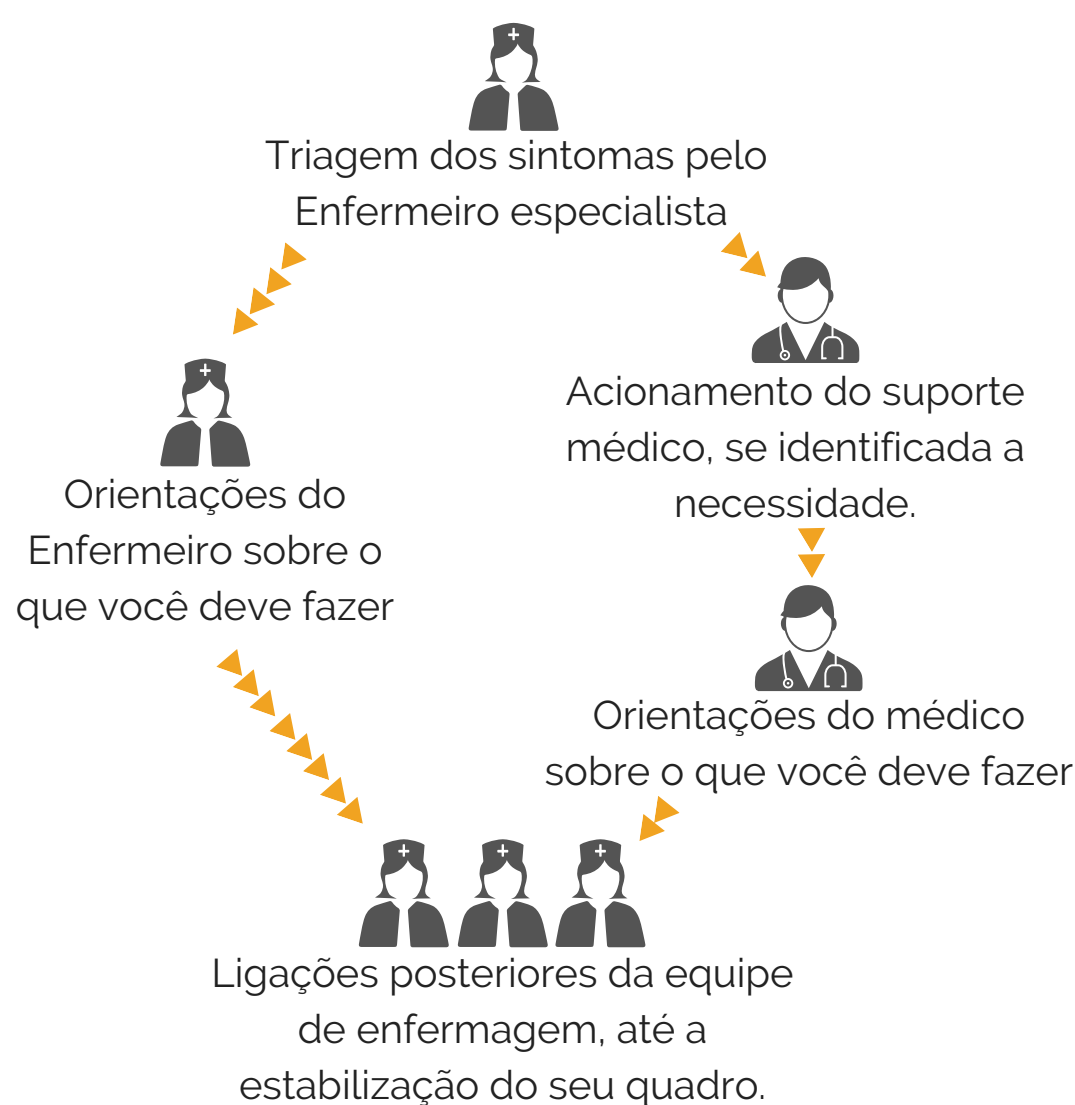 Triagem dos sintomas pelo
Enfermeiro especialista
Orientações do
Enfermeiro sobre o
que você deve fazer
Acionamento do suporte
médico, se identificada a
necessidade.
Orientações do médico
sobre o que você deve fazer
Ligações posteriores da equipe
de enfermagem, até a
estabilização do seu quadro.